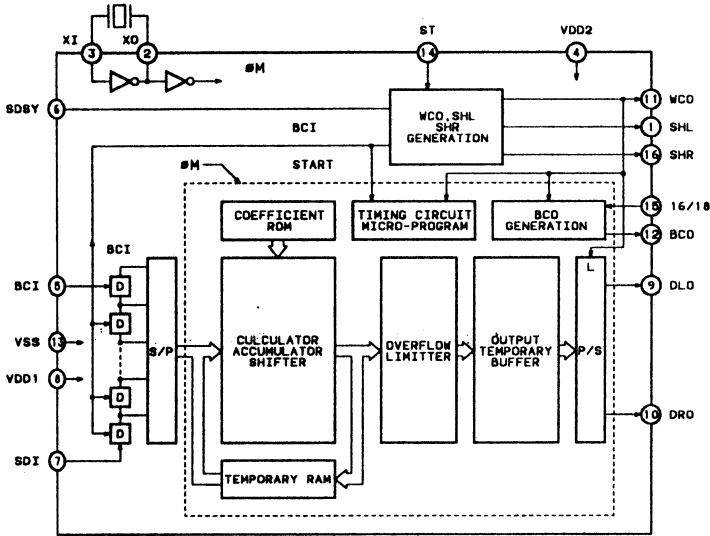 XI
XO
ST
VDD2
3
2
14
4
øM
SDSY
6
WCO, SHL
SHR
GENERATION
11
WCO
1
SHL
16
SHR
BCI
øM
START
COEFFICIENT
ROM
TIMING CIRCUIT
MICRO-PROGRAM
BCO
GENERATION
15
16/18
12
BCO
BCI
BCI
5
D
D
D
D
S/P
CULCULATOR
ACCUMULATOR
SHIFTER
OVERFLOW
LIMITTER
OUTPUT
TEMPORARY
BUFFER
L
P/S
9
DLO
VSS
13
VDD1
8
10
DRO
SDI
7
TEMPORARY RAM